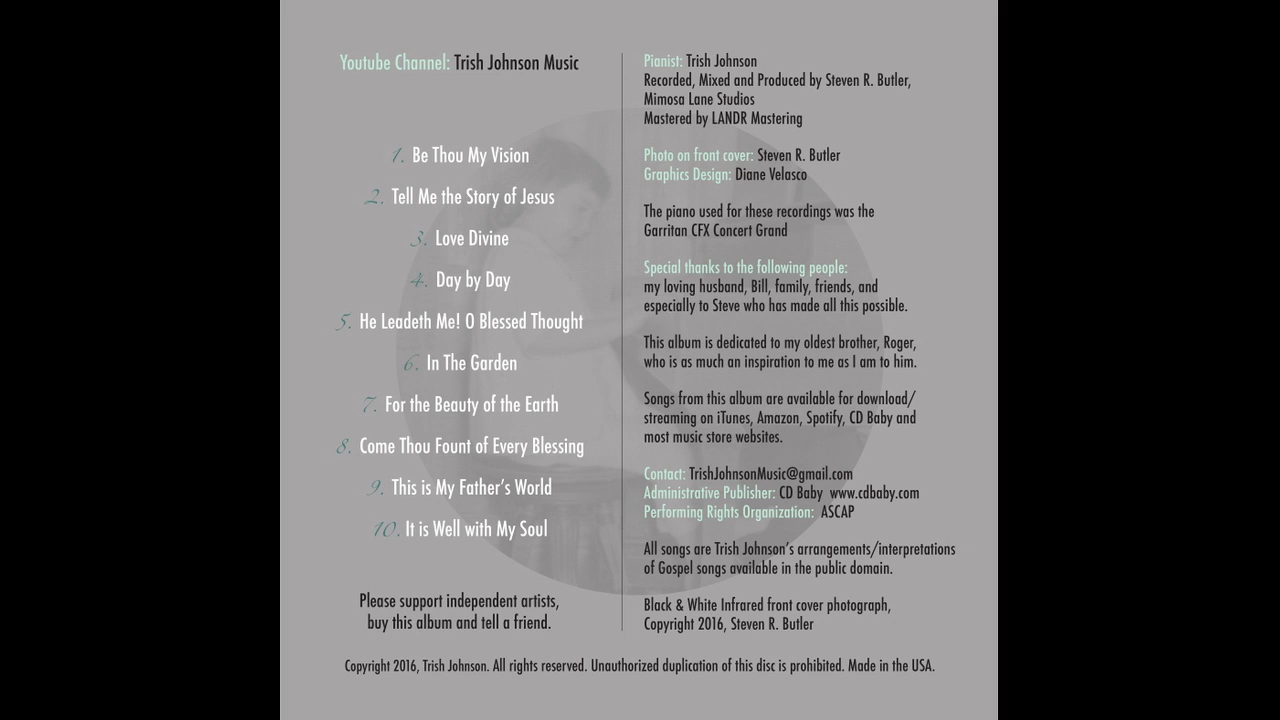 Youtube Channel: Trish Johnson Music
1. Be Thou My Vision
2. Tell Me the Story of Jesus
3. Love Divine
4. Day by Day
5. He Leadeth Me! O Blessed Thought
6. In The Garden
7. For the Beauty of the Earth
8. Come Thou Fount of Every Blessing
9. This is My Father's World
10. It is Well with My Soul
Please support independent artists,
buy this album and tell a friend.
Pianist: Trish Johnson
Recorded, Mixed and Produced by Steven R. Butler,
Mimosa Lane Studios
Mastered by LANDR Mastering
Photo on front cover: Steven R. Butler
Graphics Design: Diane Velasco
The piano used for these recordings was the
Garritan CFX Concert Grand
Special thanks to the following people:
my loving husband, Bill, family, friends, and
especially to Steve who has made all this possible.
This album is dedicated to my oldest brother, Roger,
who is as much an inspiration to me as I am to him.
Songs from this album are available for download/
streaming on iTunes, Amazon, Spotify, CD Baby and
most music store websites.
Contact: TrishJohnsonMusic@gmail.com
Administrative Publisher: CD Baby www.cdbaby.com
Performing Rights Organization: ASCAP
All songs are Trish Johnson's arrangements/interpretations
of Gospel songs available in the public domain.
Black & White Infrared front cover photograph,
Copyright 2016, Steven R. Butler
Copyright 2016, Trish Johnson. All rights reserved. Unauthorized duplication of this disc is prohibited. Made in the USA.